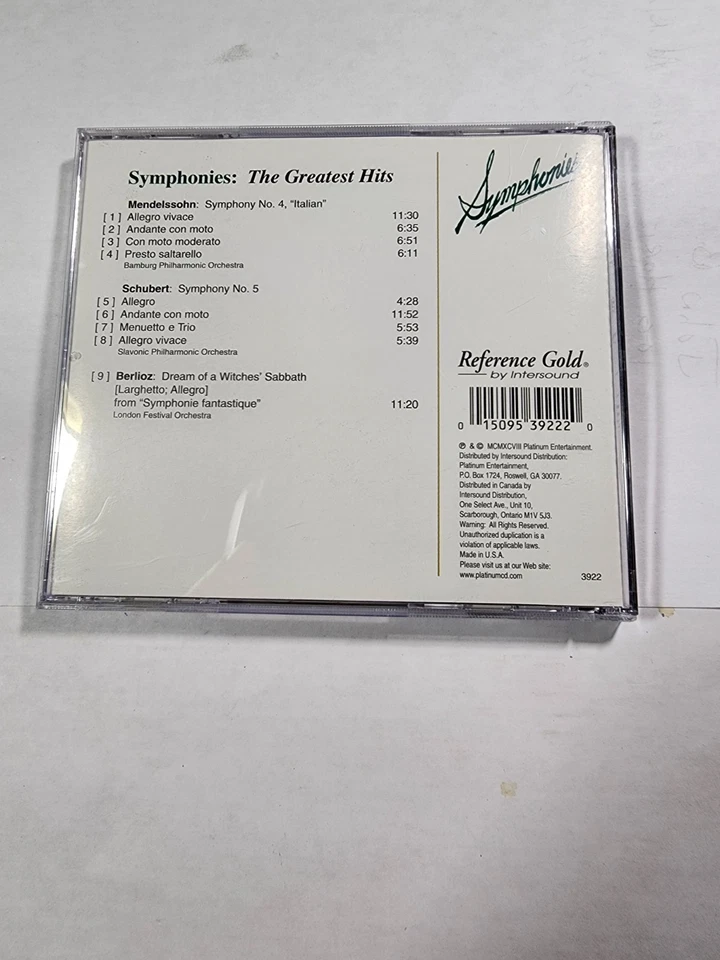 Symphonies: The Greatest Hits
Mendelssohn: Symphony No. 4, "Italian"
[ 1 ] Allegro vivace 11:30
[ 2 ] Andante con moto 6:35
[ 3 ] Con moto moderato 6:51
[ 4 ] Presto saltarello 6:11
Bamburg Philharmonic Orchestra
Schubert: Symphony No. 5
[ 5 ] Allegro 4:28
[ 6 ] Andante con moto 11:52
[ 7 ] Menuetto e Trio 5:53
[ 8 ] Allegro vivace 5:39
Slavonic Philharmonic Orchestra
[ 9 ] Berlioz: Dream of a Witches' Sabbath
[Larghetto; Allegro]
from "Symphonie fantastique" 11:20
London Festival Orchestra
Symphonies
Reference Gold®
by Intersound
0 15095 39222 0
℗ & © MCMXCVIII Platinum Entertainment.
Distributed by Intersound Distribution:
Platinum Entertainment,
P.O. Box 1724, Roswell, GA 30077.
Distributed in Canada by
Intersound Distribution,
One Select Ave., Unit 10,
Scarborough, Ontario M1V 5J3.
Warning: All Rights Reserved.
Unauthorized duplication is a
violation of applicable laws.
Made in U.S.A.
Please visit us at our Web site:
www.platinumcd.com 3922